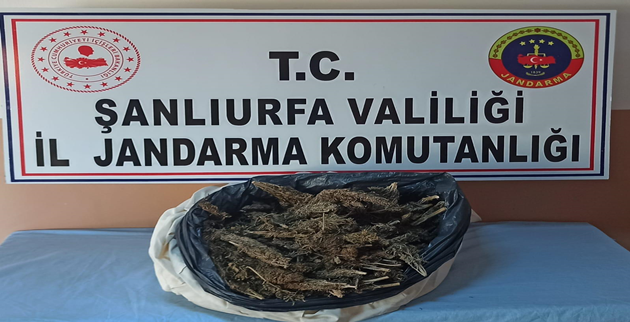 T.C.
ŞANLIURFA VALİLİĞİ
İL JANDARMA KOMUTANLIĞI
JANDARMA